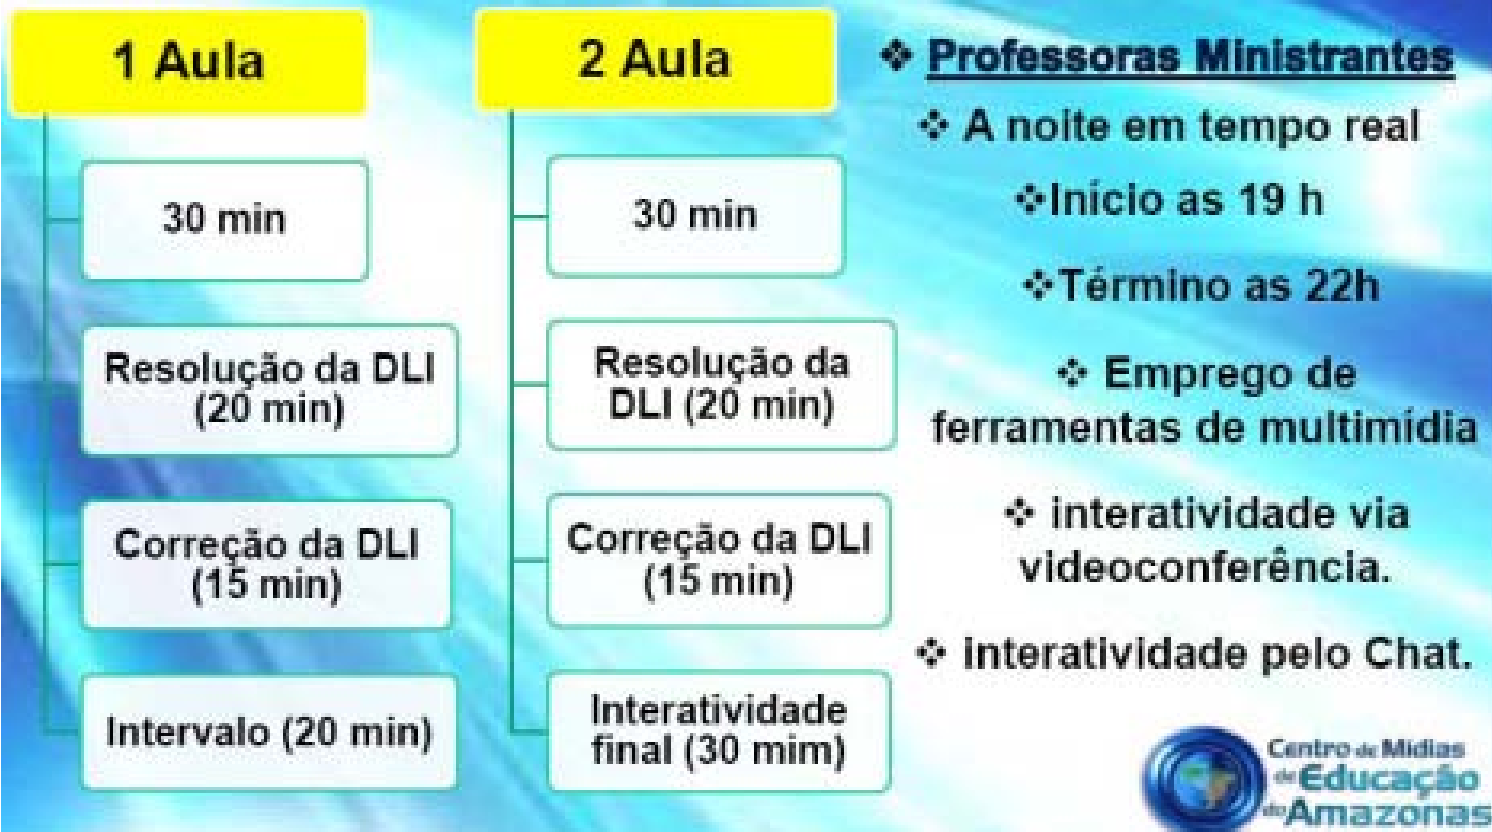 1 Aula
30 min
Resolução da DLI
(20 min)
Correção da DLI
(15 min)
Intervalo (20 min)
2 Aula
30 min
Resolução da
DLI (20 min)
Correção da DLI
(15 min)
Interatividade
final (30 mim)
❖ Professoras Ministrantes
❖ A noite em tempo real
❖Início as 19 h
❖Término as 22h
❖ Emprego de
ferramentas de multimídia
❖ interatividade via
videoconferência.
❖ interatividade pelo Chat.
Centro de Mídias
de Educação
do Amazonas